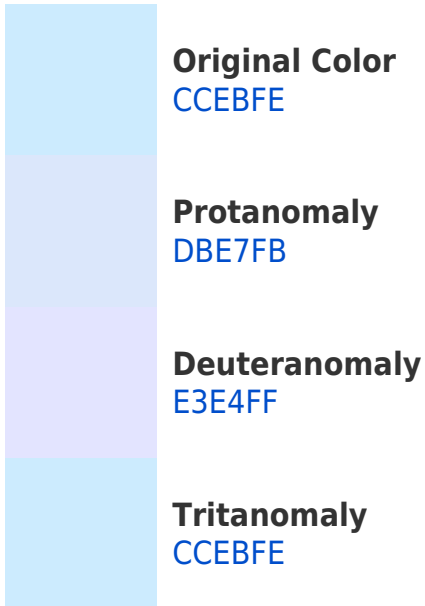 Original Color
CCEBFE
Protanomaly
DBE7FB
Deuteranomaly
E3E4FF
Tritanomaly
CCEBFE